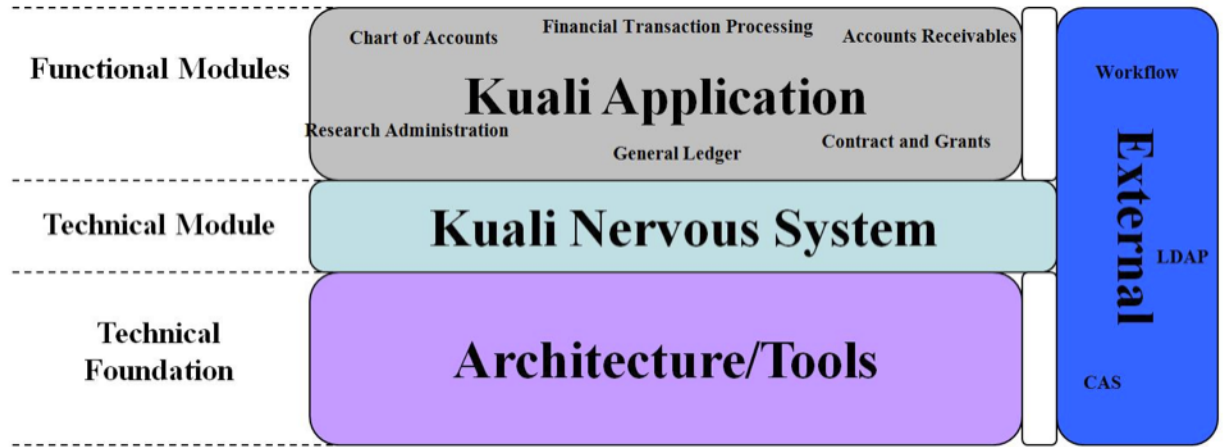 Functional Modules
Chart of Accounts
Financial Transaction Processing
Accounts Receivables
Kuali Application
Research Administration
General Ledger
Contract and Grants
Technical Module
Kuali Nervous System
Technical
Foundation
Architecture/Tools
Workflow
External
LDAP
CAS